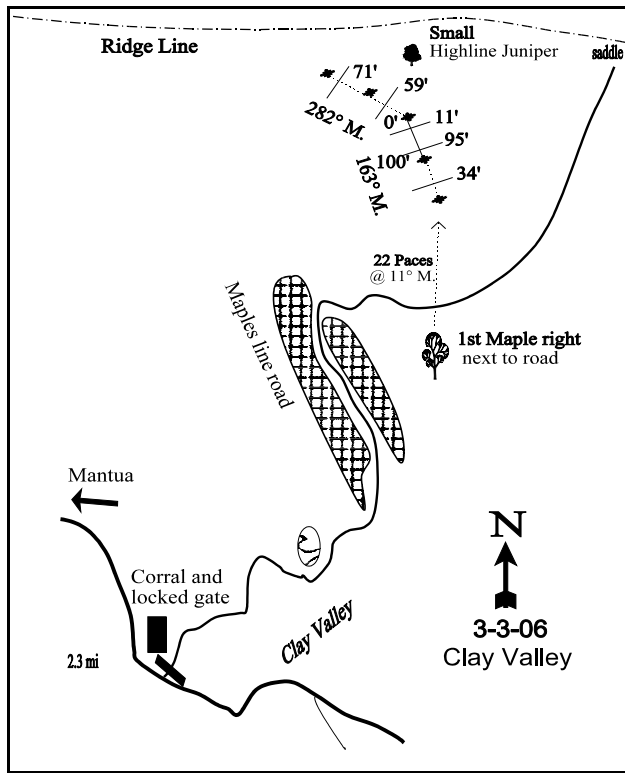 Ridge Line
Small
Highline Juniper
saddle
71'
59'
282° M.
0'
11'
95'
100'
163° M.
34'
22 Paces
@ 11° M.
Maples line road
1st Maple right
next to road
Mantua
N
Corral and
locked gate
3-3-06
Clay Valley
Clay Valley
2.3 mi